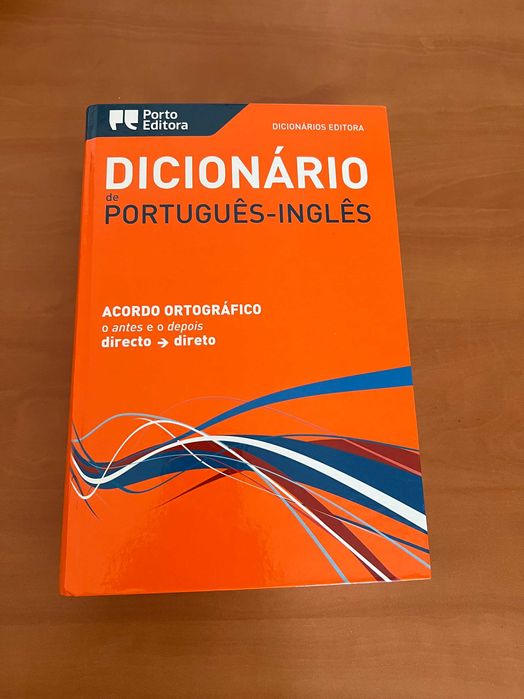 Porto
Editora
DICIONÁRIOS EDITORA
DICIONÁRIO
de
PORTUGUÊS-INGLÊS
ACORDO ORTOGRÁFICO
o antes e o depois
directo → direto